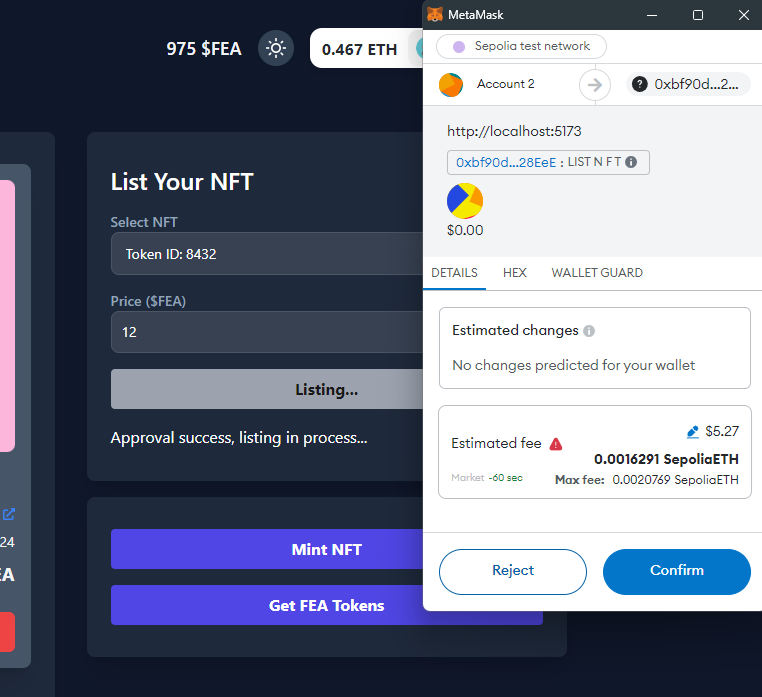 975 $FEA
0.467 ETH
List Your NFT
Select NFT
Token ID: 8432
Price ($FEA)
12
Listing...
Approval success, listing in process...
Mint NFT
Get FEA Tokens
24
EA
MetaMask
Sepolia test network
Account 2
0xbf90d...2...
http://localhost:5173
0xbf90d...28EeE : LIST N F T
$0.00
DETAILS
HEX
WALLET GUARD
Estimated changes
No changes predicted for your wallet
Estimated fee
$5.27
0.0016291 SepoliaETH
Market -60 sec
Max fee: 0.0020769 SepoliaETH
Reject
Confirm